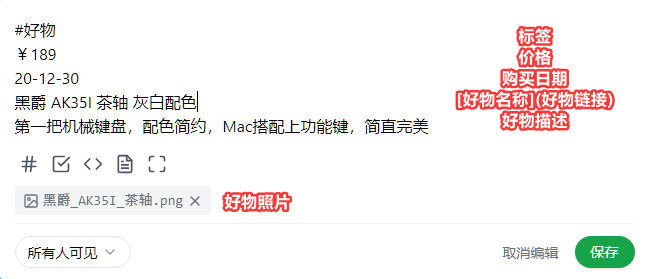 #好物
￥189
20-12-30
黑爵 AK35I 茶轴 灰白配色
第一把机械键盘，配色简约，Mac搭配上功能键，简直完美
标签
价格
购买日期
[好物名称](好物链接)
好物描述
黑爵_AK35I_茶轴.png
好物照片
所有人可见
取消编辑
保存